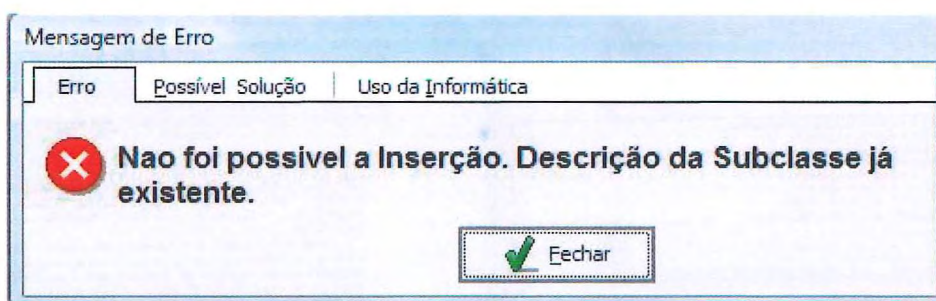 Mensagem de Erro
Erro
Possível Solução
Uso da Informática
Nao foi possivel a Inserção. Descrição da Subclasse já
existente.
Fechar